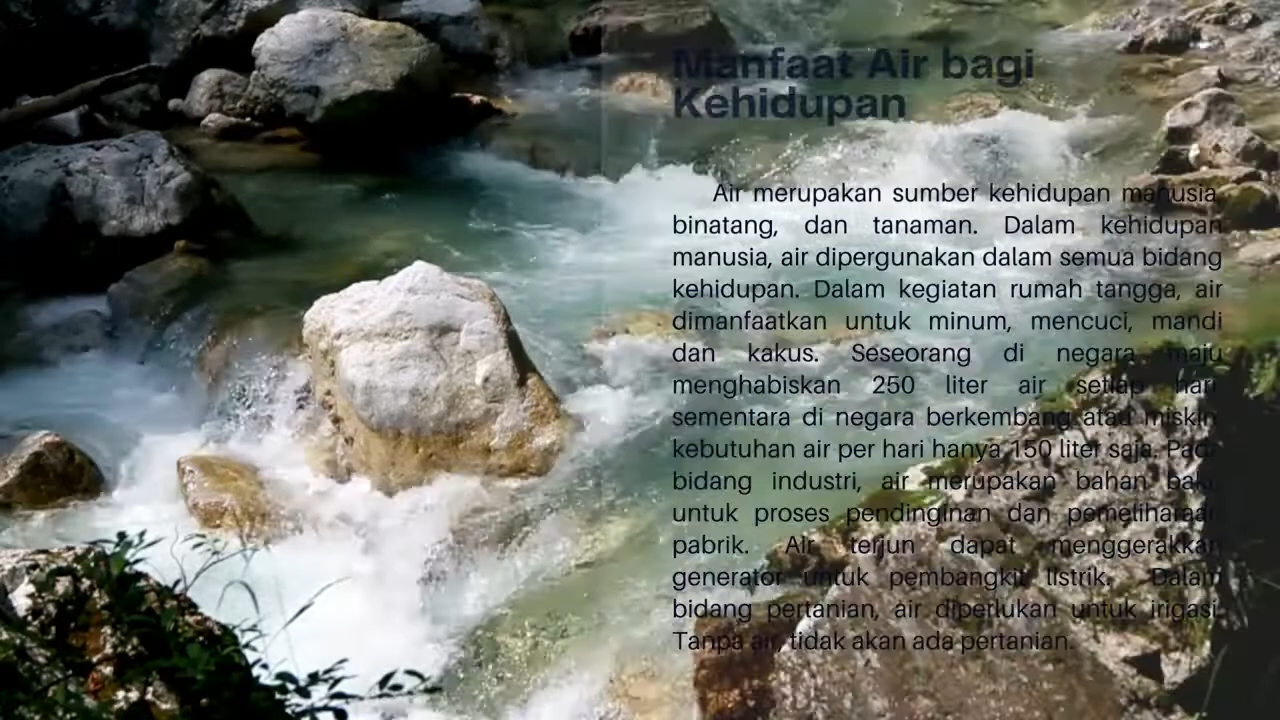 Manfaat Air bagi
Kehidupan
Air merupakan sumber kehidupan manusia,
binatang, dan tanaman. Dalam kehidupan
manusia, air dipergunakan dalam semua bidang
kehidupan. Dalam kegiatan rumah tangga, air
dimanfaatkan untuk minum, mencuci, mandi
dan kakus. Seseorang di negara maju
menghabiskan 250 liter air setiap hari,
sementara di negara berkembang atau miskin
kebutuhan air per hari hanya 150 liter saja. Pada
bidang industri, air merupakan bahan baku
untuk proses pendinginan dan pemeliharaan
pabrik. Air terjun dapat menggerakkan
generator untuk pembangkit listrik. Dalam
bidang pertanian, air diperlukan untuk irigasi.
Tanpa air, tidak akan ada pertanian.